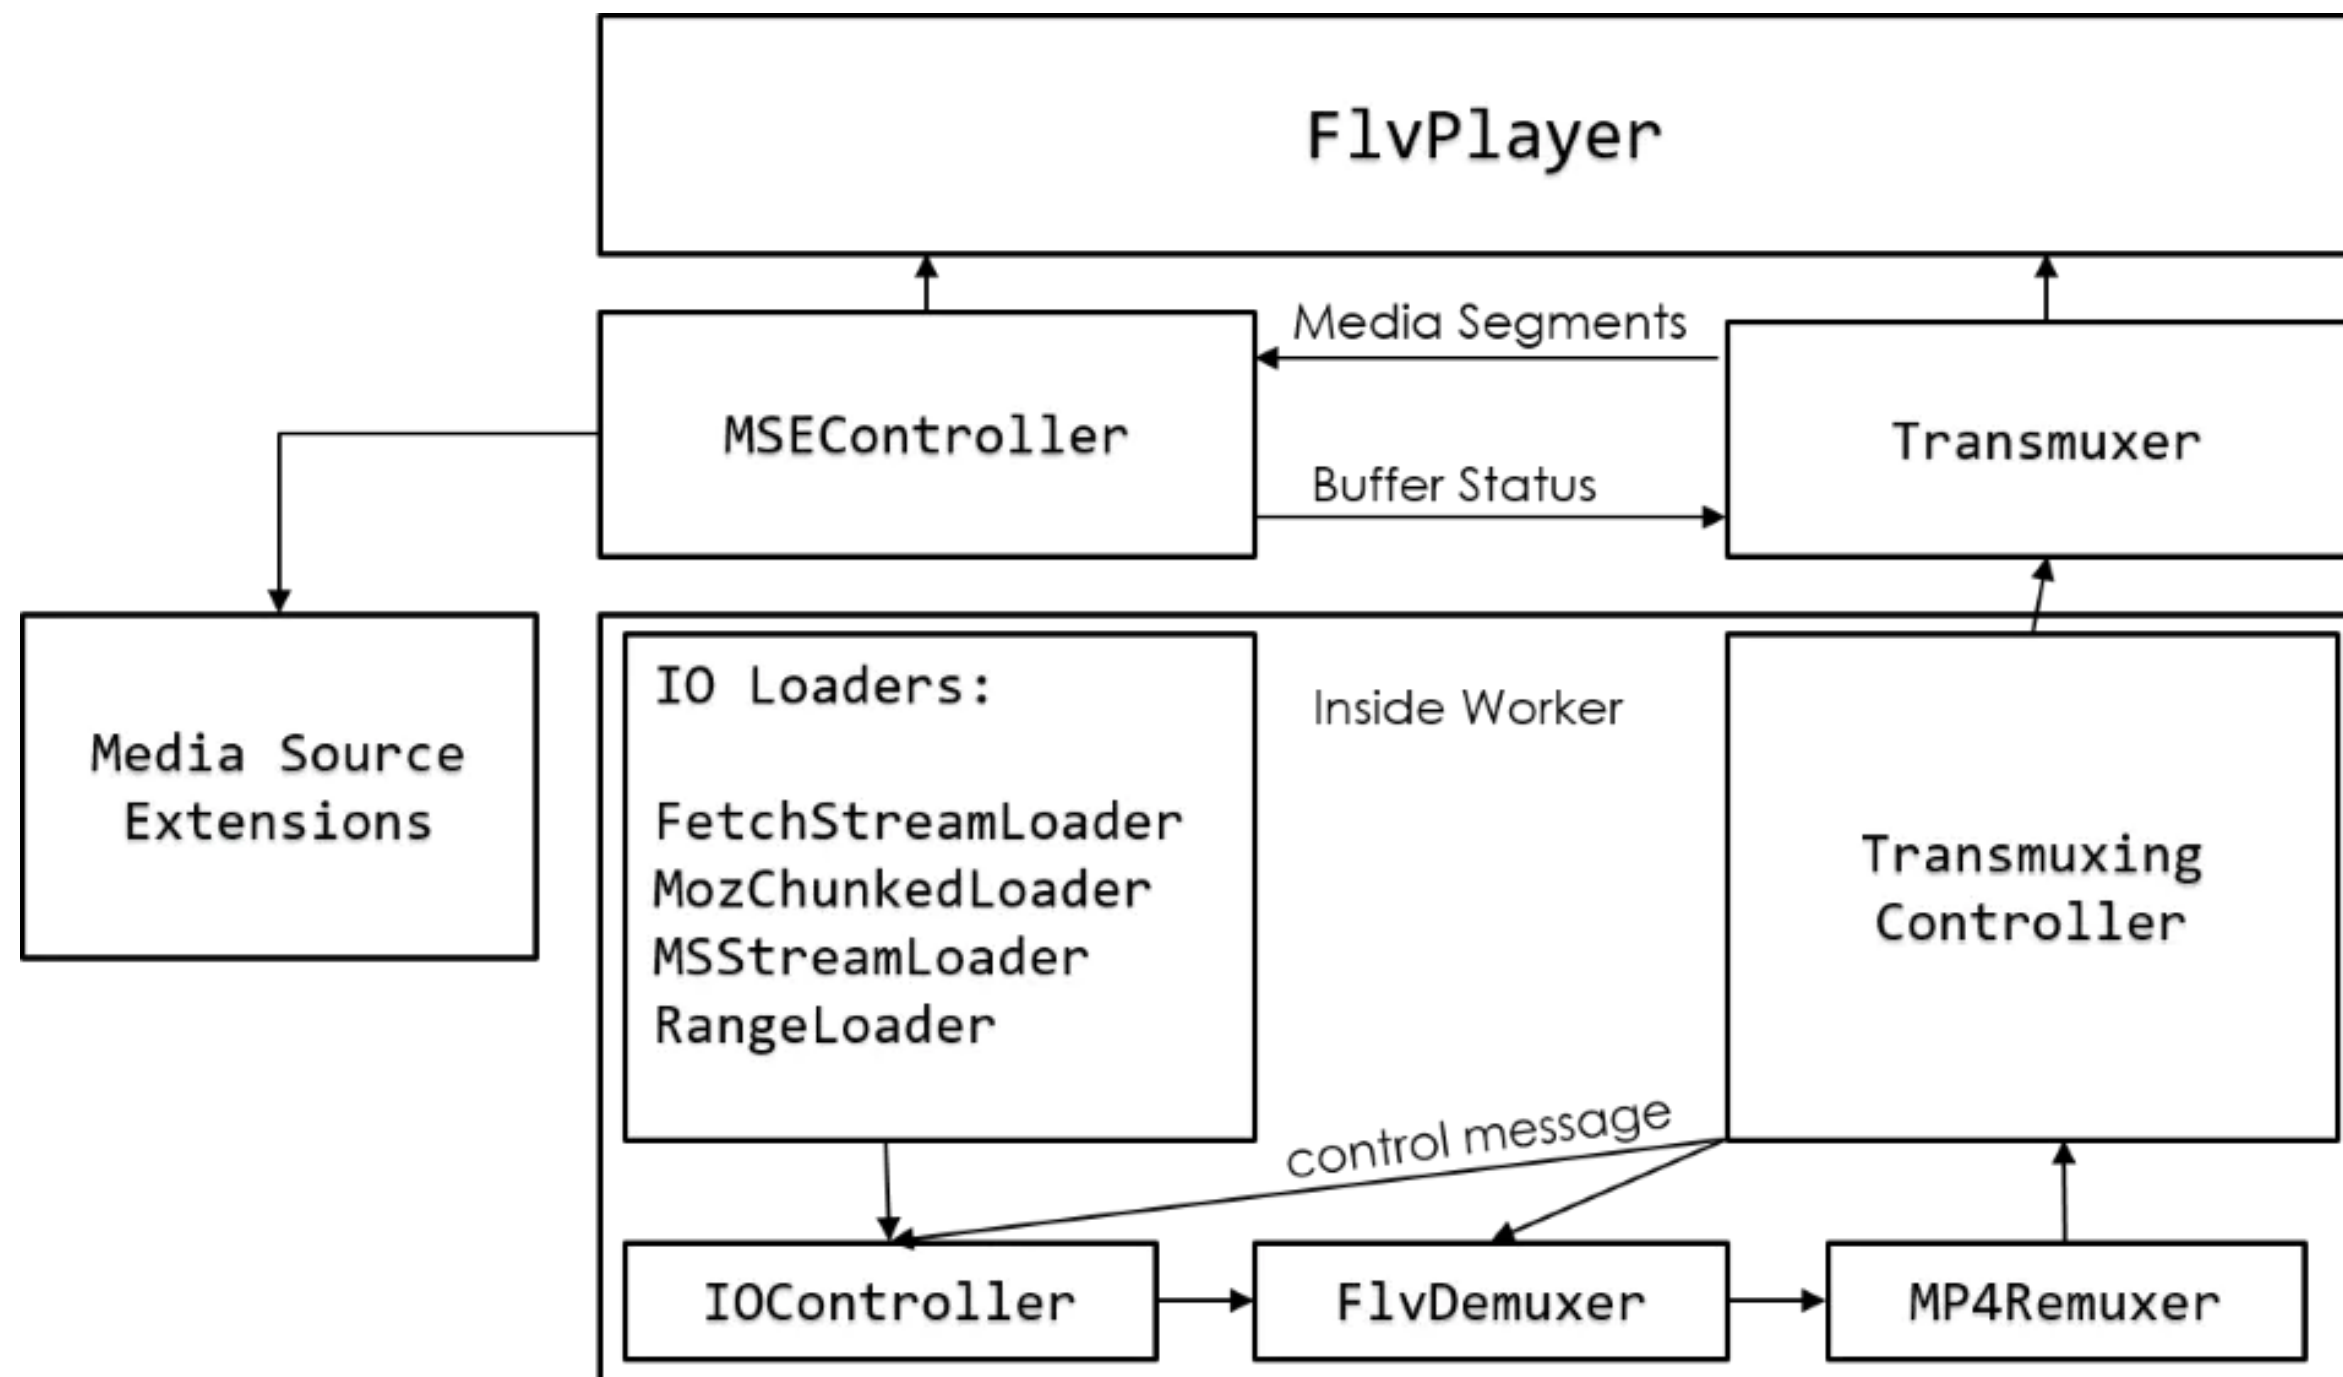 FlvPlayer
Media Segments
MSEController
Transmuxer
Buffer Status
Media Source
Extensions
IO Loaders:
FetchStreamLoader
MozChunkedLoader
MSStreamLoader
RangeLoader
Inside Worker
Transmuxing
Controller
control message
IOController
FlvDemuxer
MP4Remuxer